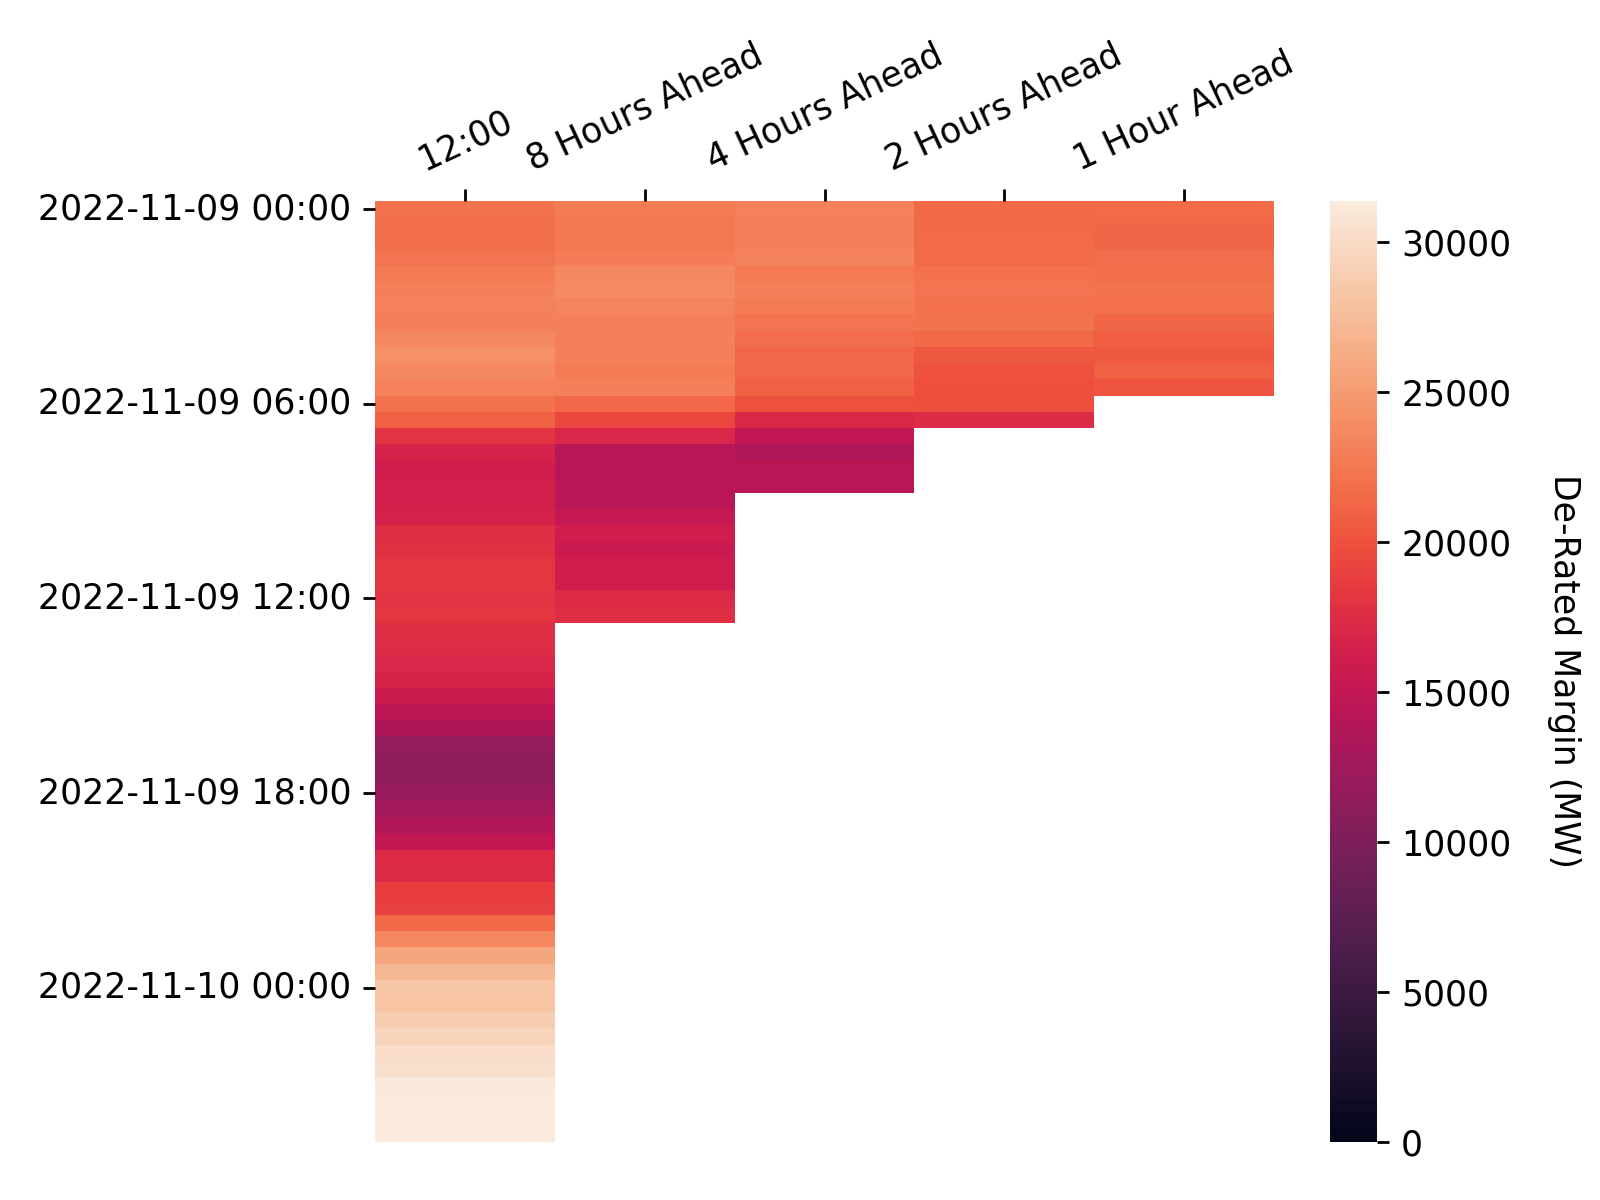 12:00
8 Hours Ahead
4 Hours Ahead
2 Hours Ahead
1 Hour Ahead
2022-11-09 00:00
2022-11-09 06:00
2022-11-09 12:00
2022-11-09 18:00
2022-11-10 00:00
30000
25000
20000
15000
10000
5000
0
De-Rated Margin (MW)